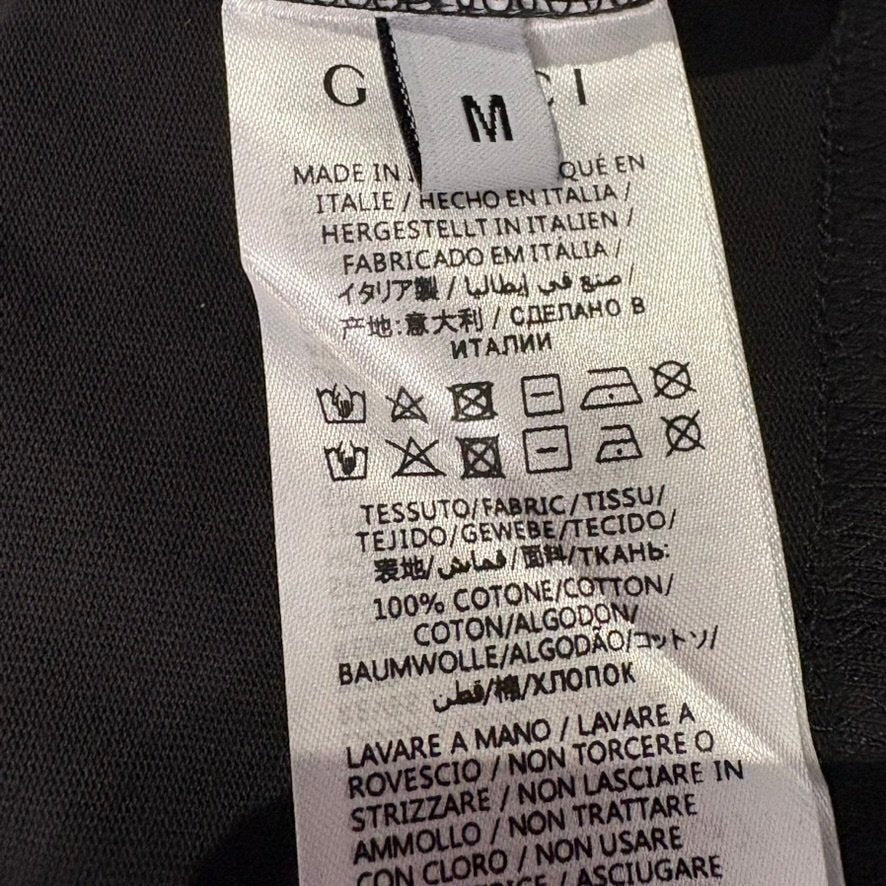 M
MADE IN
QUÉ EN
ITALIE / HECHO EN ITALIA /
HERGESTELLT IN ITALIEN /
FABRICADO EM ITALIA /
イタリア製 / صنع في إيطاليا /
产地:意大利 / СДЕЛАНО В
ИТАЛИИ
TESSUTO/FABRIC/TISSU/
TEJIDO/GEWEBE/TECIDO/
表地/قماش/面料/ТКАНЬ:
100% COTONE/COTTON/
COTON/ALGODON/
BAUMWOLLE/ALGODÃO/コットン/
قطن/棉/ХЛОПОК
LAVARE A MANO / LAVARE A
ROVESCIO / NON TORCERE O
STRIZZARE / NON LASCIARE IN
AMMOLLO / NON TRATTARE
CON CLORO / NON USARE
/ ASCIUGARE